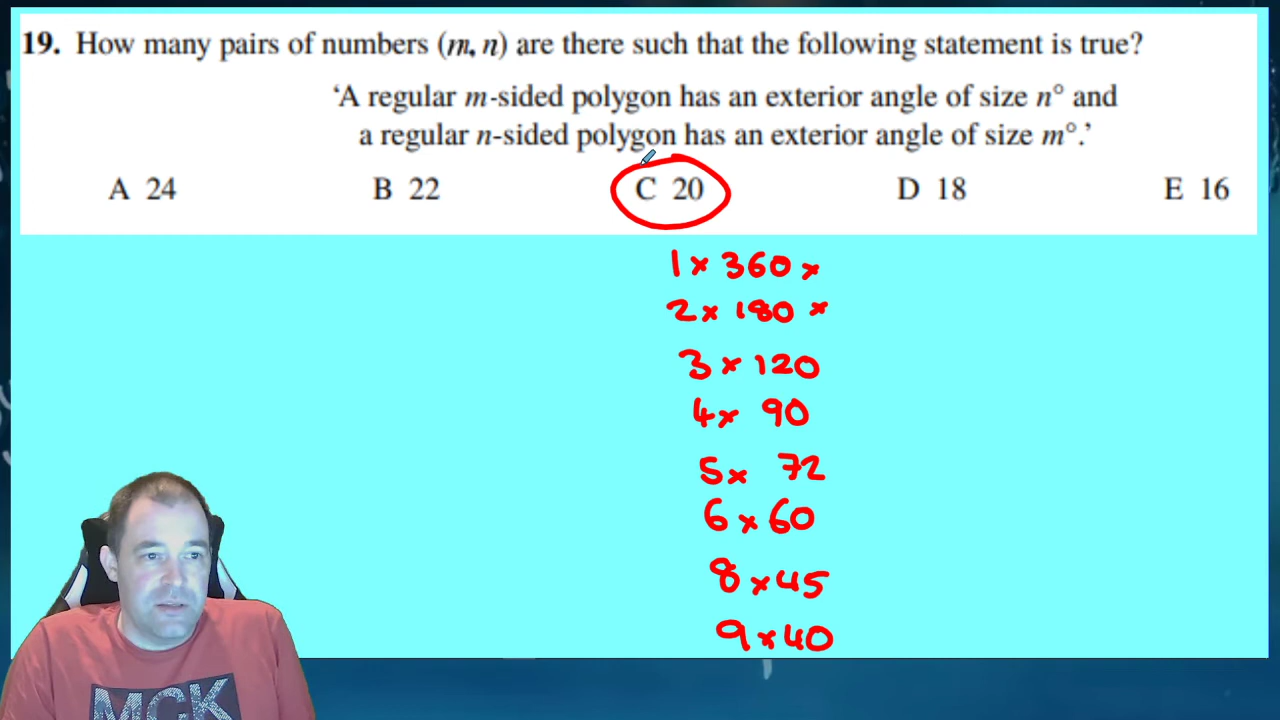 19. How many pairs of numbers (m, n) are there such that the following statement is true?
‘A regular m-sided polygon has an exterior angle of size n° and
a regular n-sided polygon has an exterior angle of size m°.’
A 24 B 22 C 20 D 18 E 16
1 × 360 ×
2 × 180 ×
3 × 120
4 × 90
5 × 72
6 × 60
8 × 45
9 × 40
MCK